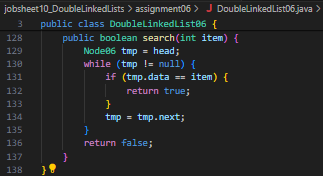 jobsheet10_DoubleLinkedLists > assignment06 > J DoubleLinkedList06.java >
3 public class DoubleLinkedList06 {
128 public boolean search(int item) {
129 Node06 tmp = head;
130 while (tmp != null) {
131 if (tmp.data == item) {
132 return true;
133 }
134 tmp = tmp.next;
135 }
136 return false;
137 }
138 }